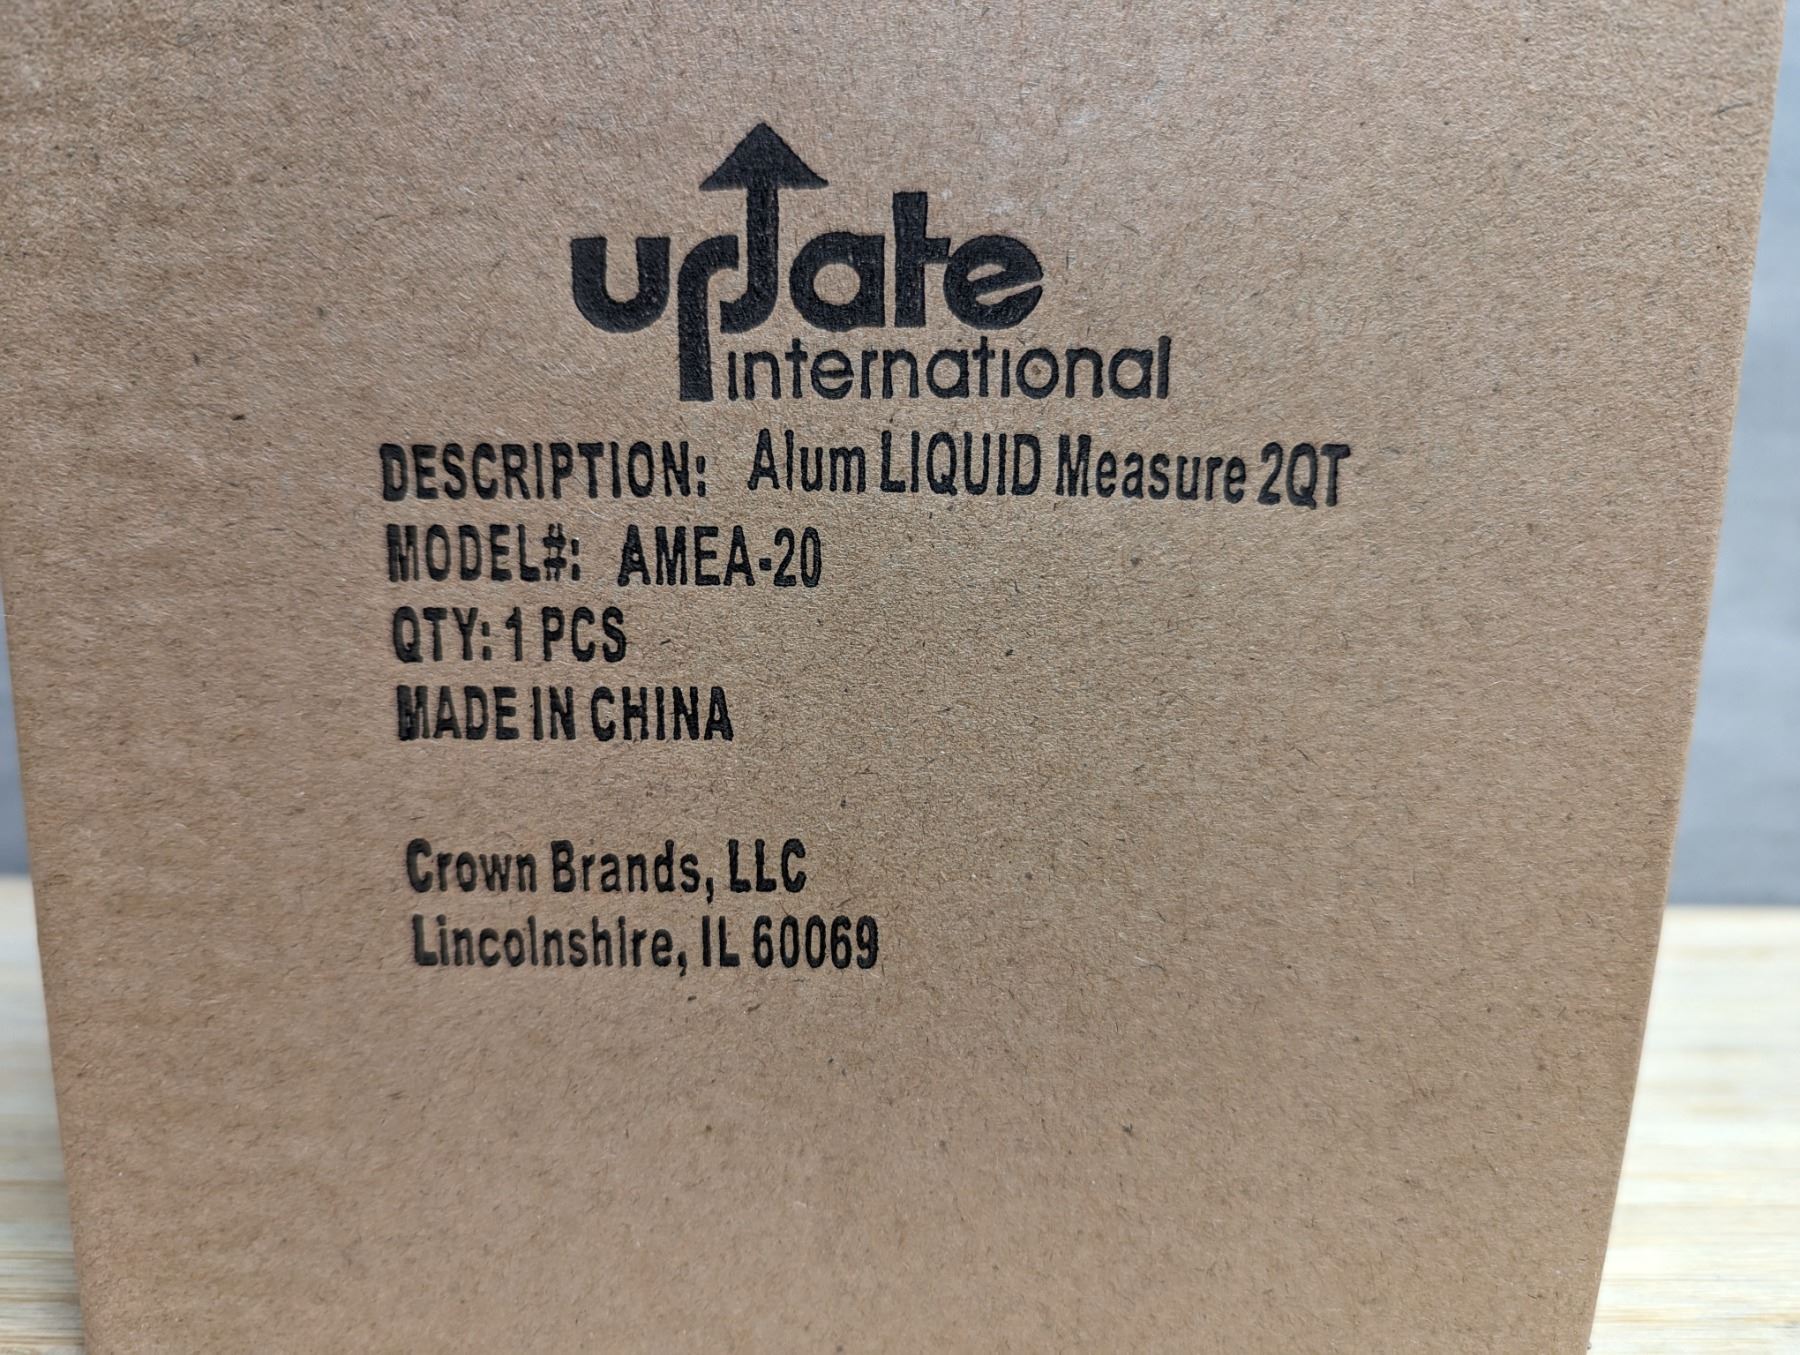 update
international
DESCRIPTION: Alum LIQUID Measure 2QT
MODEL#: AMEA-20
QTY: 1 PCS
MADE IN CHINA
Crown Brands, LLC
Lincolnshire, IL 60069